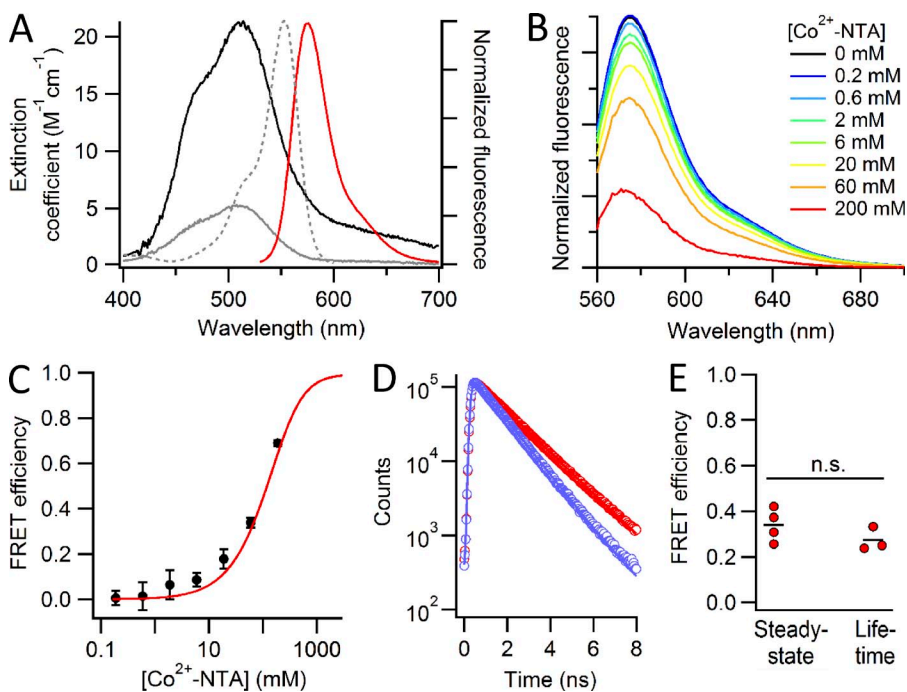 A
Extinction
coefficient (M⁻¹ cm⁻¹)
20
15
10
5
0
400
500
600
700
Wavelength (nm)
Normalized fluorescence
B
Normalized fluorescence
560
600
640
680
Wavelength (nm)
[Co²⁺-NTA]
0 mM
0.2 mM
0.6 mM
2 mM
6 mM
20 mM
60 mM
200 mM
C
FRET efficiency
1.0
0.8
0.6
0.4
0.2
0.0
0.1
10
1000
[Co²⁺-NTA] (mM)
D
Counts
10⁵
10⁴
10³
10²
0
2
4
6
8
Time (ns)
E
FRET efficiency
1.0
0.8
0.6
0.4
0.2
0.0
n.s.
Steady-
state
Life-
time